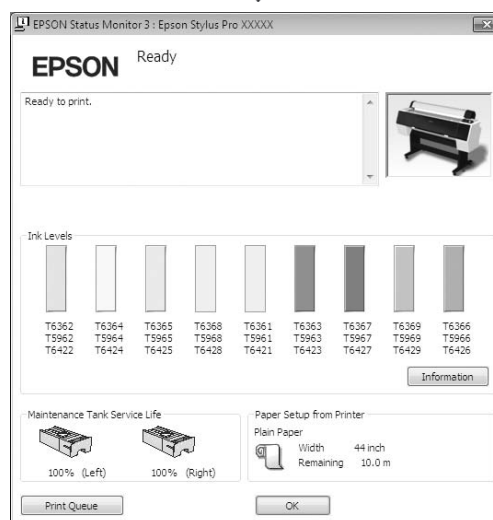 EPSON Status Monitor 3 : Epson Stylus Pro XXXXX
EPSON
Ready
Ready to print.
Ink Levels
T6362 T6364 T6365 T6368 T6361 T6363 T6367 T6369 T6366
T5962 T5964 T5965 T5968 T5961 T5963 T5967 T5969 T5966
T6422 T6424 T6425 T6428 T6421 T6423 T6427 T6429 T6426
Information
Maintenance Tank Service Life
100% (Left) 100% (Right)
Paper Setup from Printer
Plain Paper
Width 44 inch
Remaining 10.0 m
Print Queue
OK